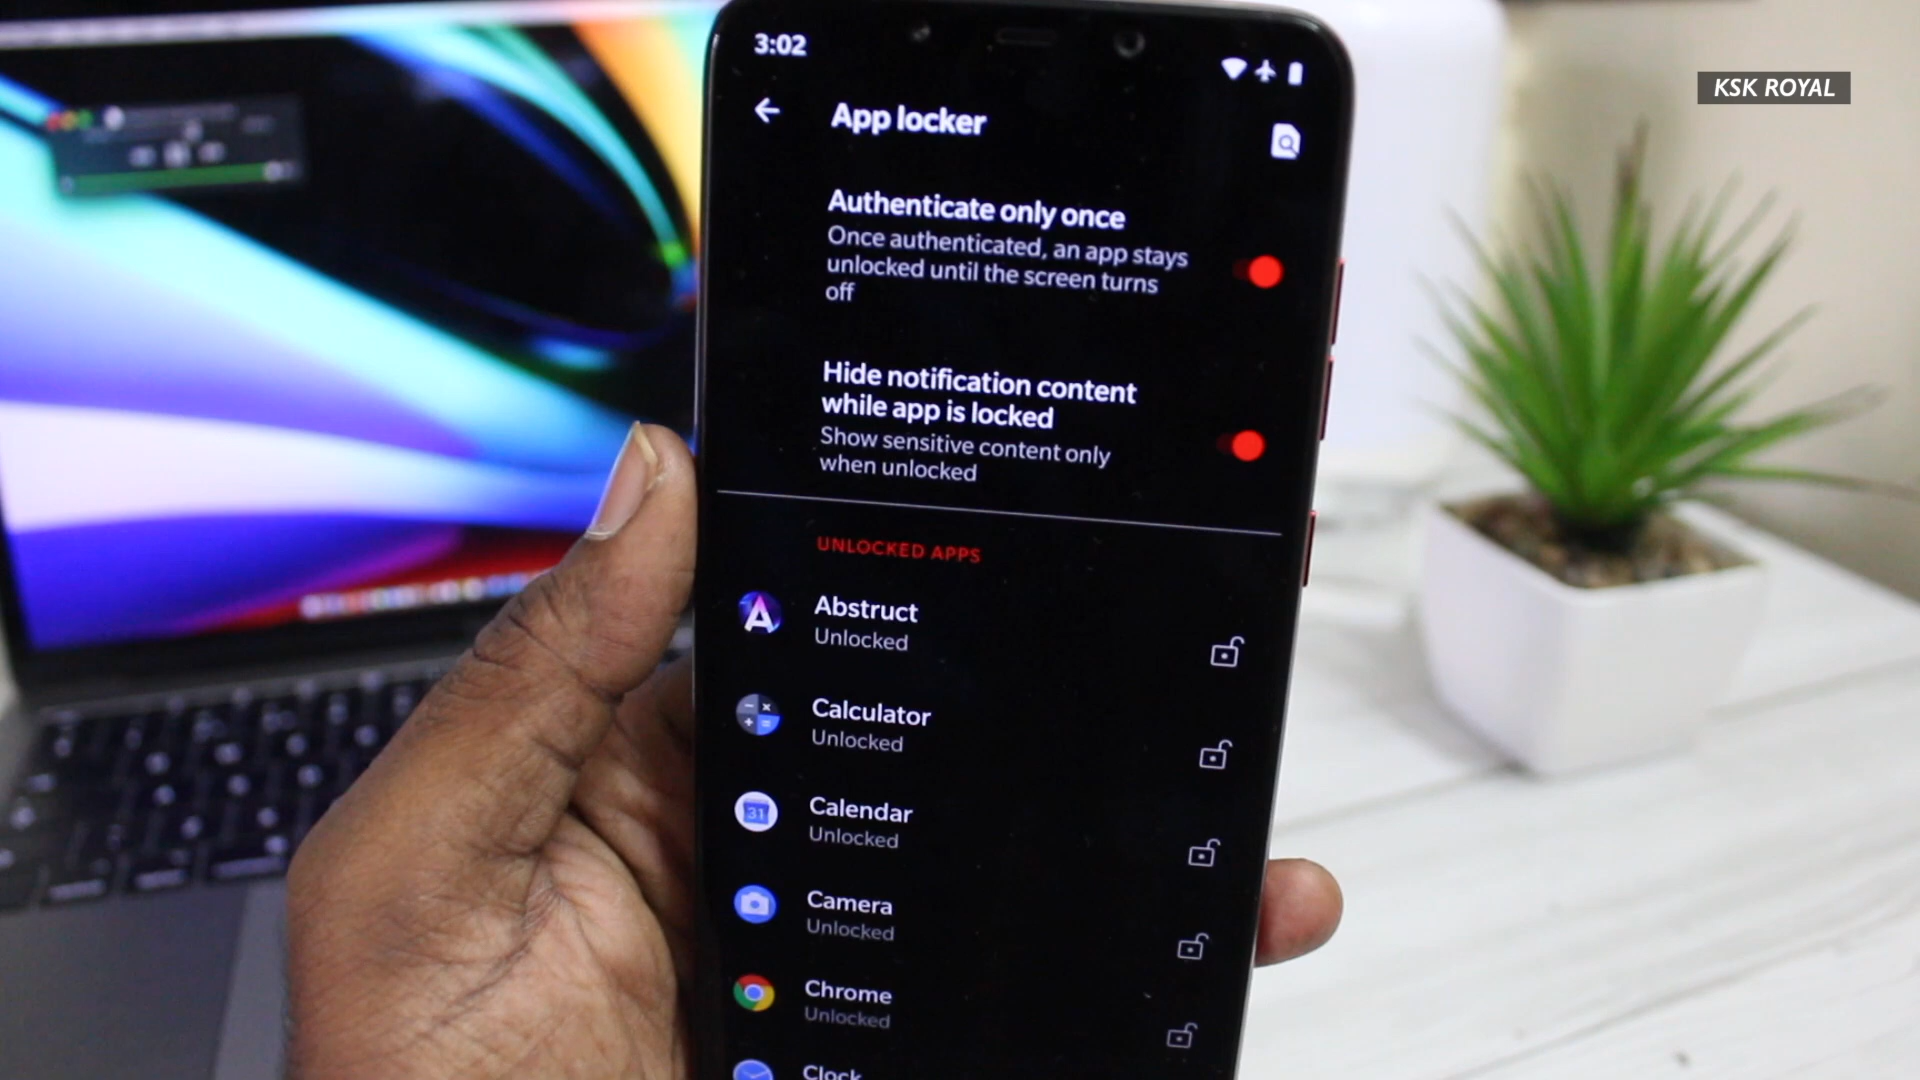 KSK ROYAL
3:02
App locker
Authenticate only once
Once authenticated, an app stays
unlocked until the screen turns
off
Hide notification content
while app is locked
Show sensitive content only
when unlocked
UNLOCKED APPS
Abstruct
Unlocked
Calculator
Unlocked
31
Calendar
Unlocked
Camera
Unlocked
Chrome
Unlocked
Clock